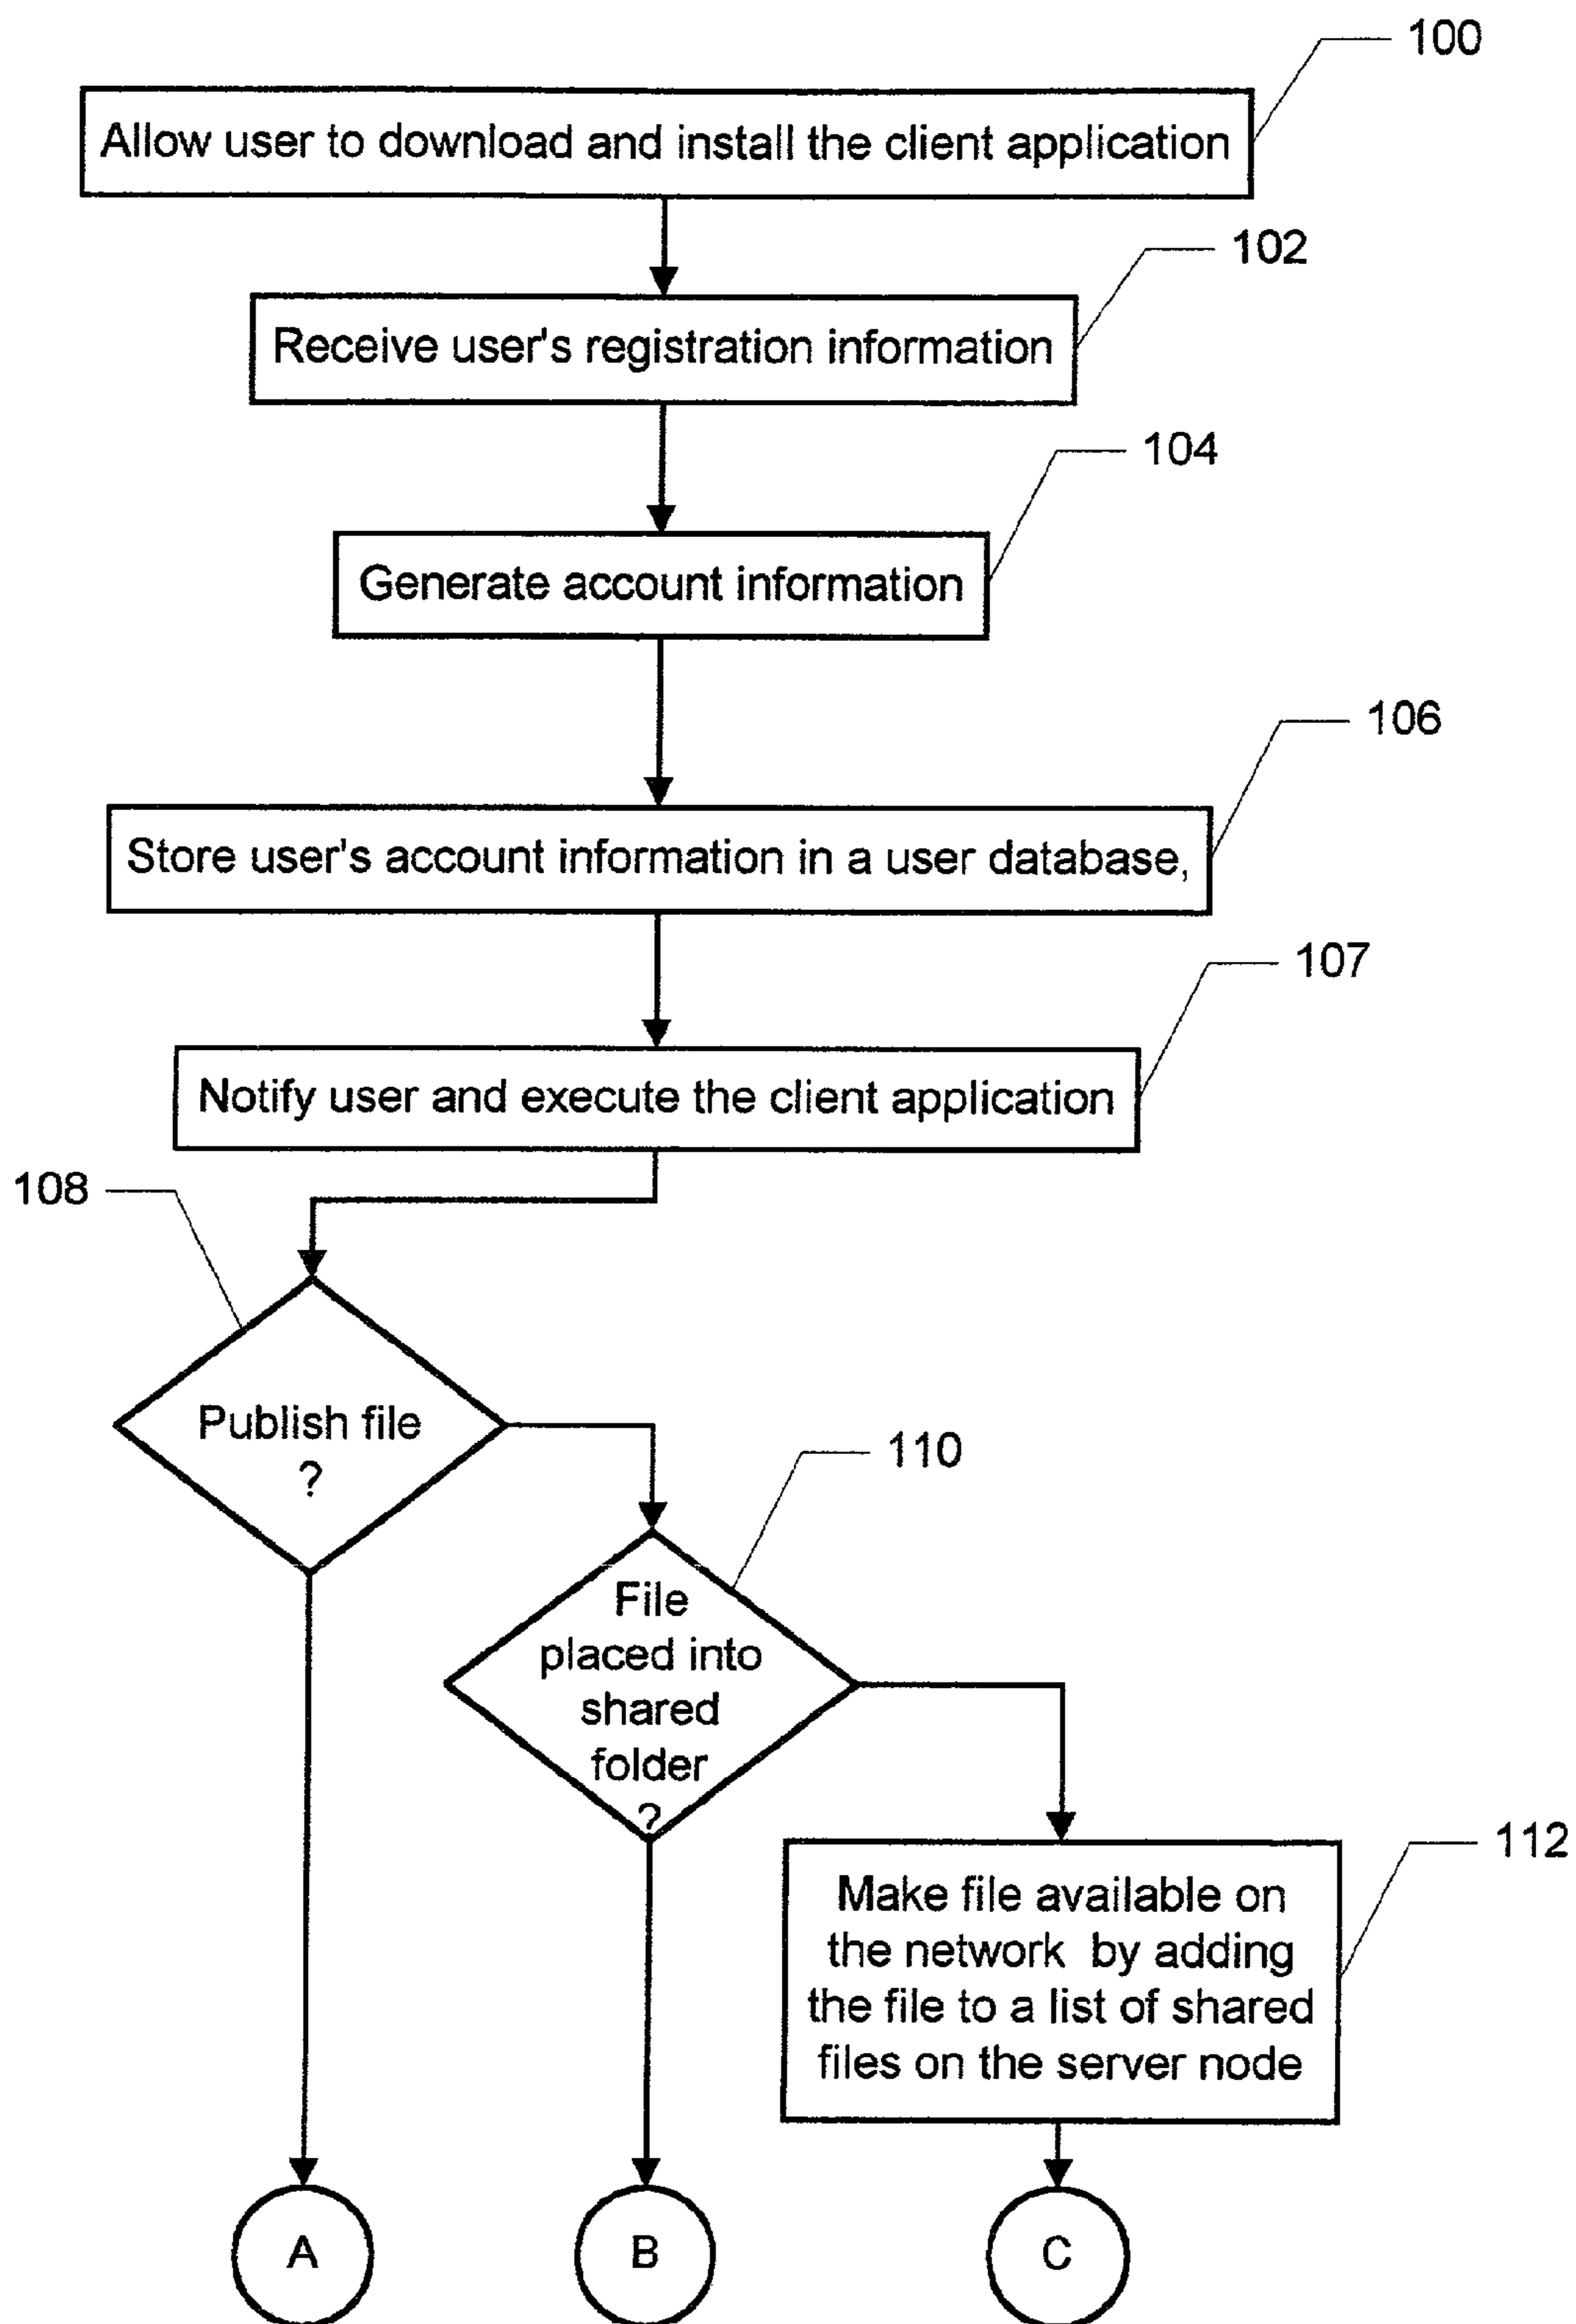 100
Allow user to download and install the client application
102
Receive user's registration information
104
Generate account information
106
Store user's account information in a user database,
107
Notify user and execute the client application
108
Publish file
?
110
File
placed into
shared
folder
?
112
Make file available on
the network by adding
the file to a list of shared
files on the server node
A
B
C